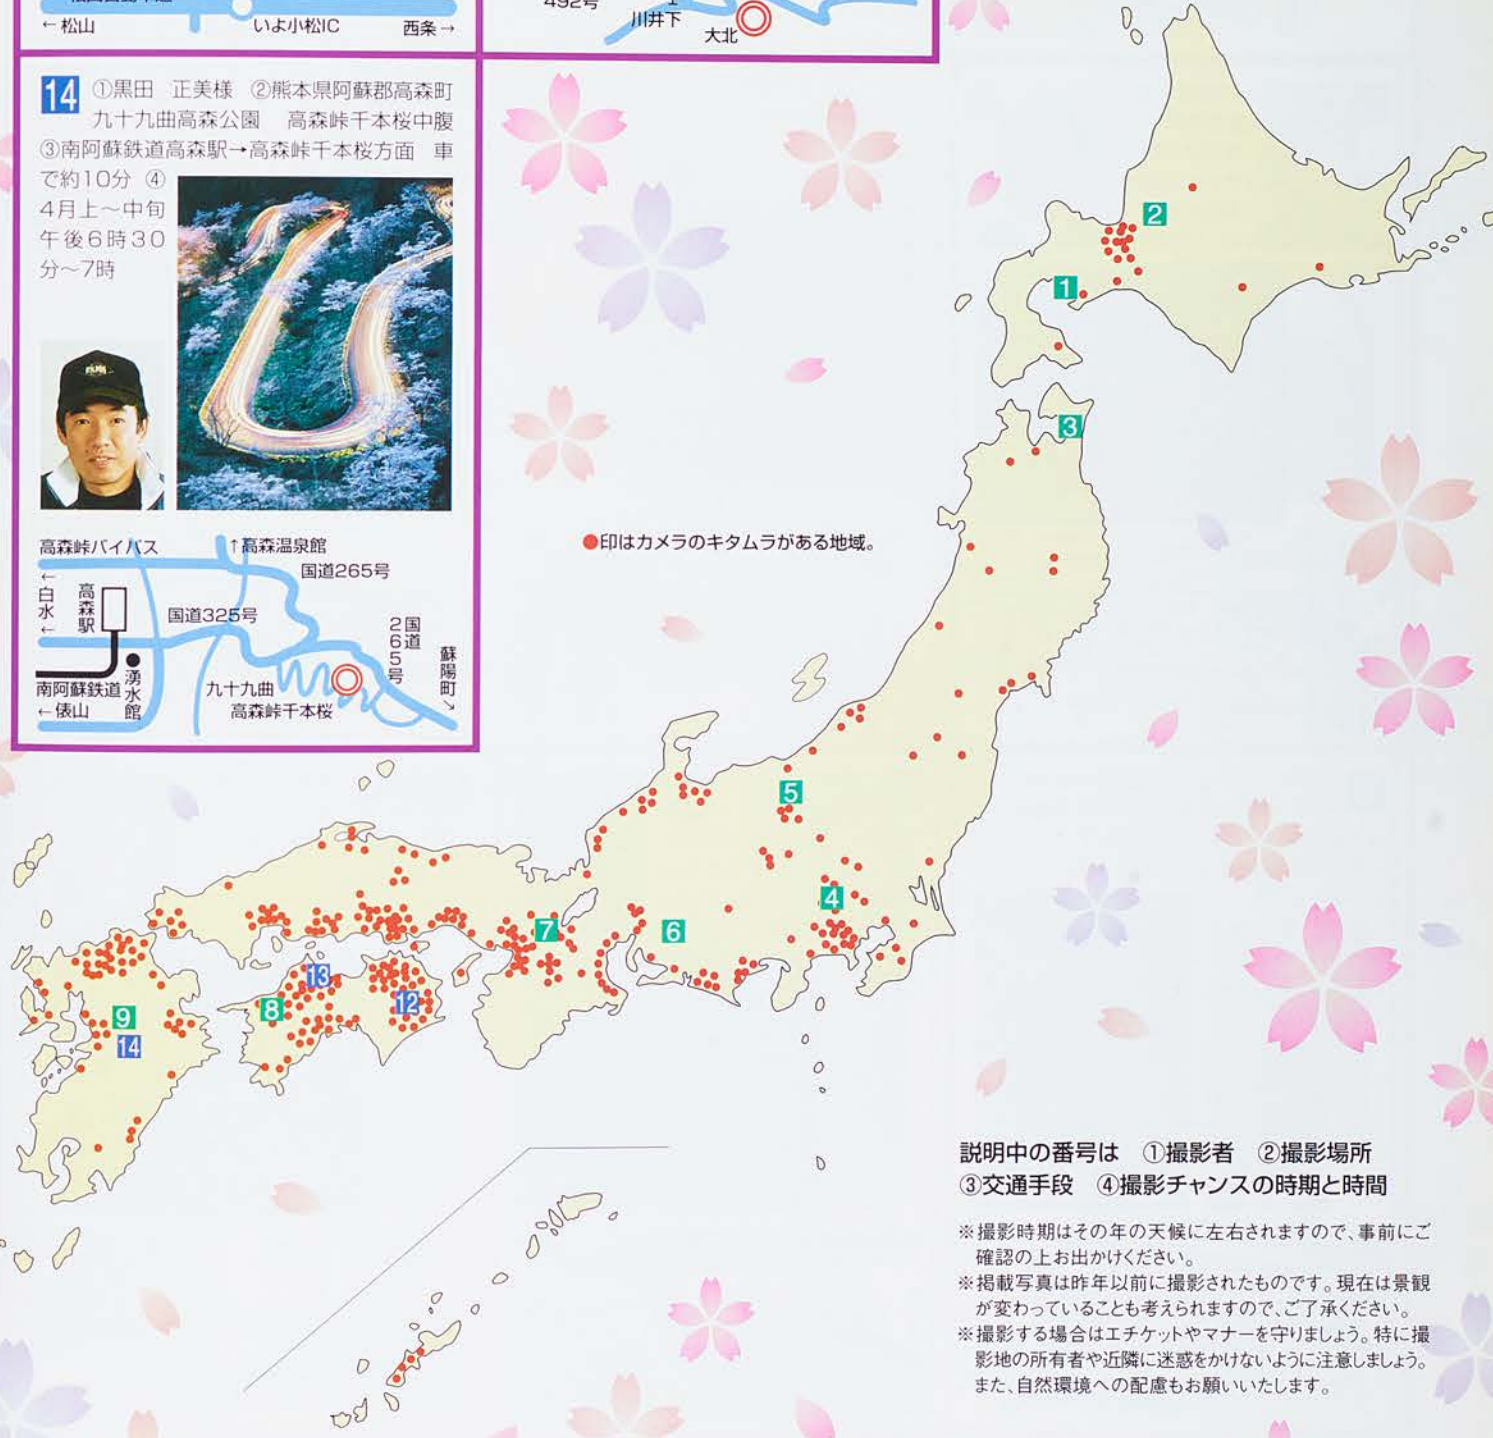 ←松山
いよ小松IC
西条→
492号
川井下
大北
14 ①黒田 正美様 ②熊本県阿蘇郡高森町
九十九曲高森公園 高森峠千本桜中腹
③南阿蘇鉄道高森駅→高森峠千本桜方面 車
で約10分 ④
4月上〜中旬
午後6時30
分〜7時
高森峠バイパス
↑高森温泉館
国道265号
←白水←
高森駅
国道325号
国道265号
蘇陽町↘
南阿蘇鉄道
湧水館
←俵山
九十九曲
高森峠千本桜
●印はカメラのキタムラがある地域。
2
1
3
5
4
6
7
13
8
12
9
14
説明中の番号は ①撮影者 ②撮影場所
③交通手段 ④撮影チャンスの時期と時間
※撮影時期はその年の天候に左右されますので、事前にご
確認の上お出かけください。
※掲載写真は昨年以前に撮影されたものです。現在は景観
が変わっていることも考えられますので、ご了承ください。
※撮影する場合はエチケットやマナーを守りましょう。特に撮
影地の所有者や近隣に迷惑をかけないように注意しましょう。
また、自然環境への配慮もお願いいたします。